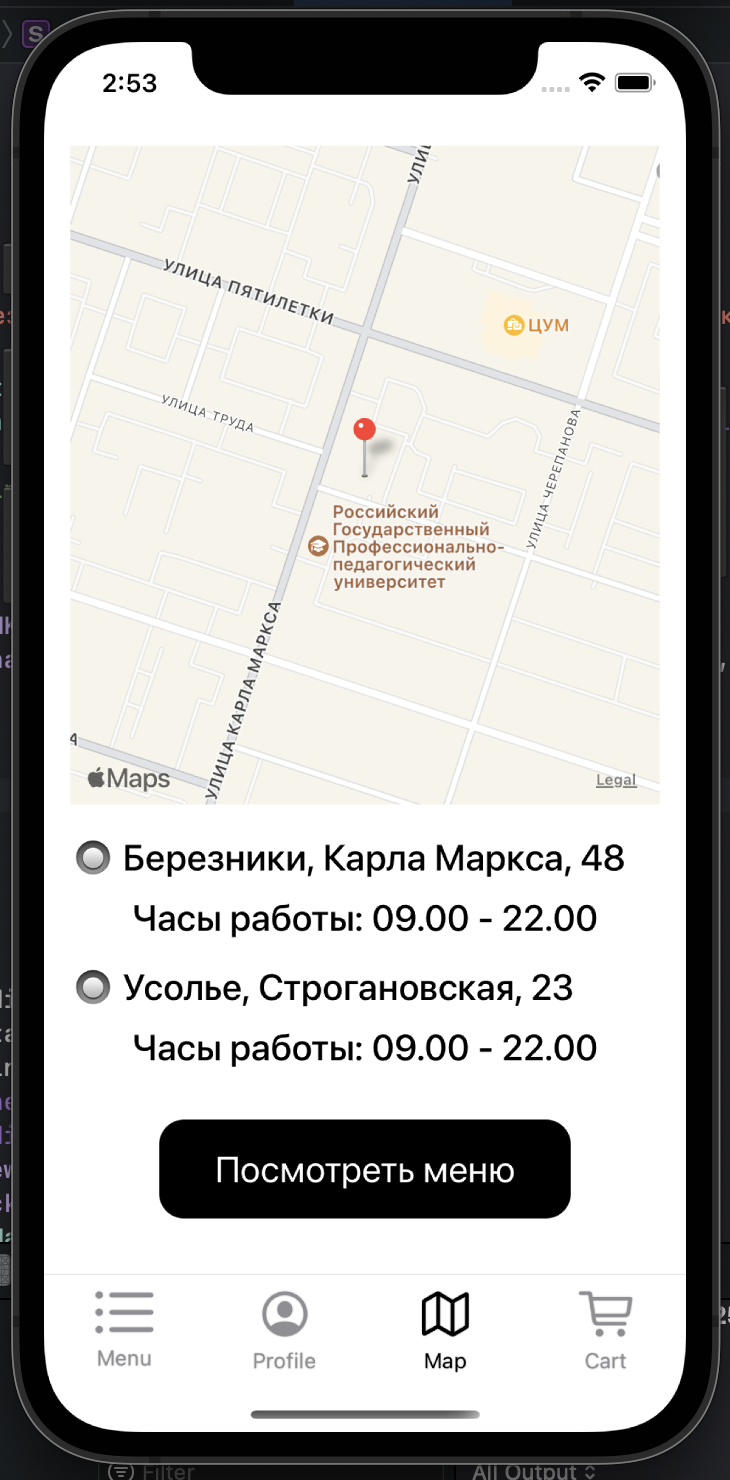 S
2:53
УЛИ
УЛИЦА ПЯТИЛЕТКИ
ЦУМ
УЛИЦА ТРУДА
УЛИЦА ЧЕРЕПАНОВА
Российский
Государственный
Профессионально-
педагогический
университет
УЛИЦА КАРЛА МАРКСА
А
Maps
Legal
Березники, Карла Маркса, 48
Часы работы: 09.00 - 22.00
Усолье, Строгановская, 23
Часы работы: 09.00 - 22.00
Посмотреть меню
Menu
Profile
Map
Cart
Filter
All Output